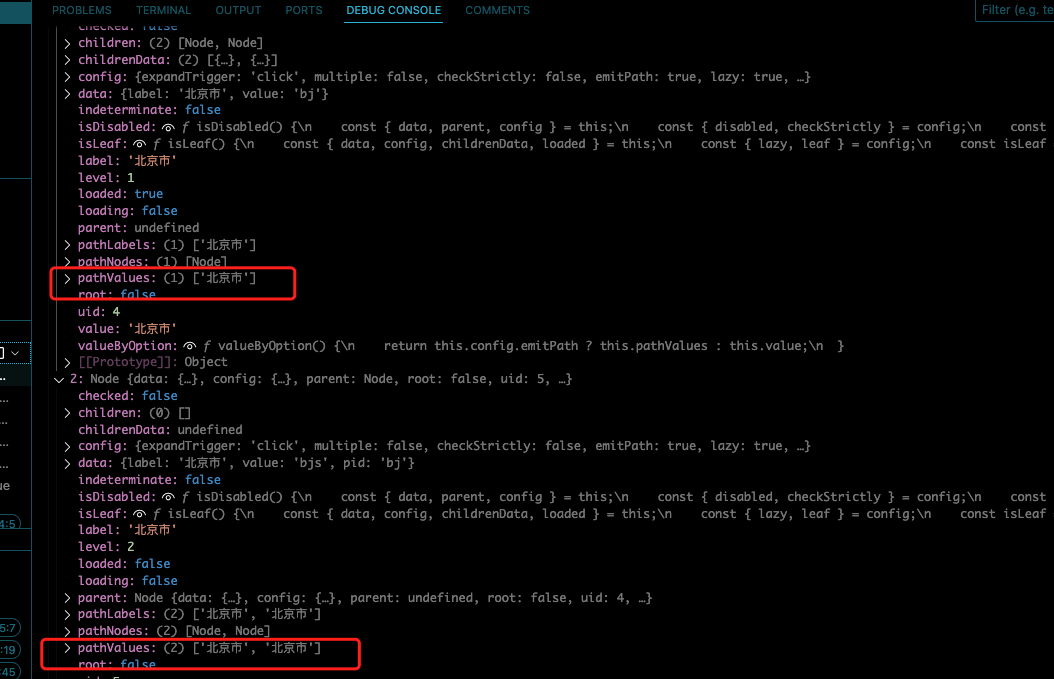 PROBLEMS TERMINAL OUTPUT PORTS DEBUG CONSOLE COMMENTS Filter (e.g. te
checked: false
children: (2) [Node, Node]
childrenData: (2) [{…}, {…}]
config: {expandTrigger: 'click', multiple: false, checkStrictly: false, emitPath: true, lazy: true, …}
data: {label: '北京市', value: 'bj'}
indeterminate: false
isDisabled: ƒ isDisabled() {\n    const { data, parent, config } = this;\n    const { disabled, checkStrictly } = config;\n    const
isLeaf: ƒ isLeaf() {\n    const { data, config, childrenData, loaded } = this;\n    const { lazy, leaf } = config;\n    const isLeaf
label: '北京市'
level: 1
loaded: true
loading: false
parent: undefined
pathLabels: (1) ['北京市']
pathNodes: (1) [Node]
pathValues: (1) ['北京市']
root: false
uid: 4
value: '北京市'
valueByOption: ƒ valueByOption() {\n    return this.config.emitPath ? this.pathValues : this.value;\n  }
[[Prototype]]: Object
2: Node {data: {…}, config: {…}, parent: Node, root: false, uid: 5, …}
checked: false
children: (0) []
childrenData: undefined
config: {expandTrigger: 'click', multiple: false, checkStrictly: false, emitPath: true, lazy: true, …}
data: {label: '北京市', value: 'bjs', pid: 'bj'}
indeterminate: false
isDisabled: ƒ isDisabled() {\n    const { data, parent, config } = this;\n    const { disabled, checkStrictly } = config;\n    const
isLeaf: ƒ isLeaf() {\n    const { data, config, childrenData, loaded } = this;\n    const { lazy, leaf } = config;\n    const isLeaf
label: '北京市'
level: 2
loaded: false
loading: false
parent: Node {data: {…}, config: {…}, parent: undefined, root: false, uid: 4, …}
pathLabels: (2) ['北京市', '北京市']
pathNodes: (2) [Node, Node]
pathValues: (2) ['北京市', '北京市']
root: false
ue
4:5
5:7
:19
:45